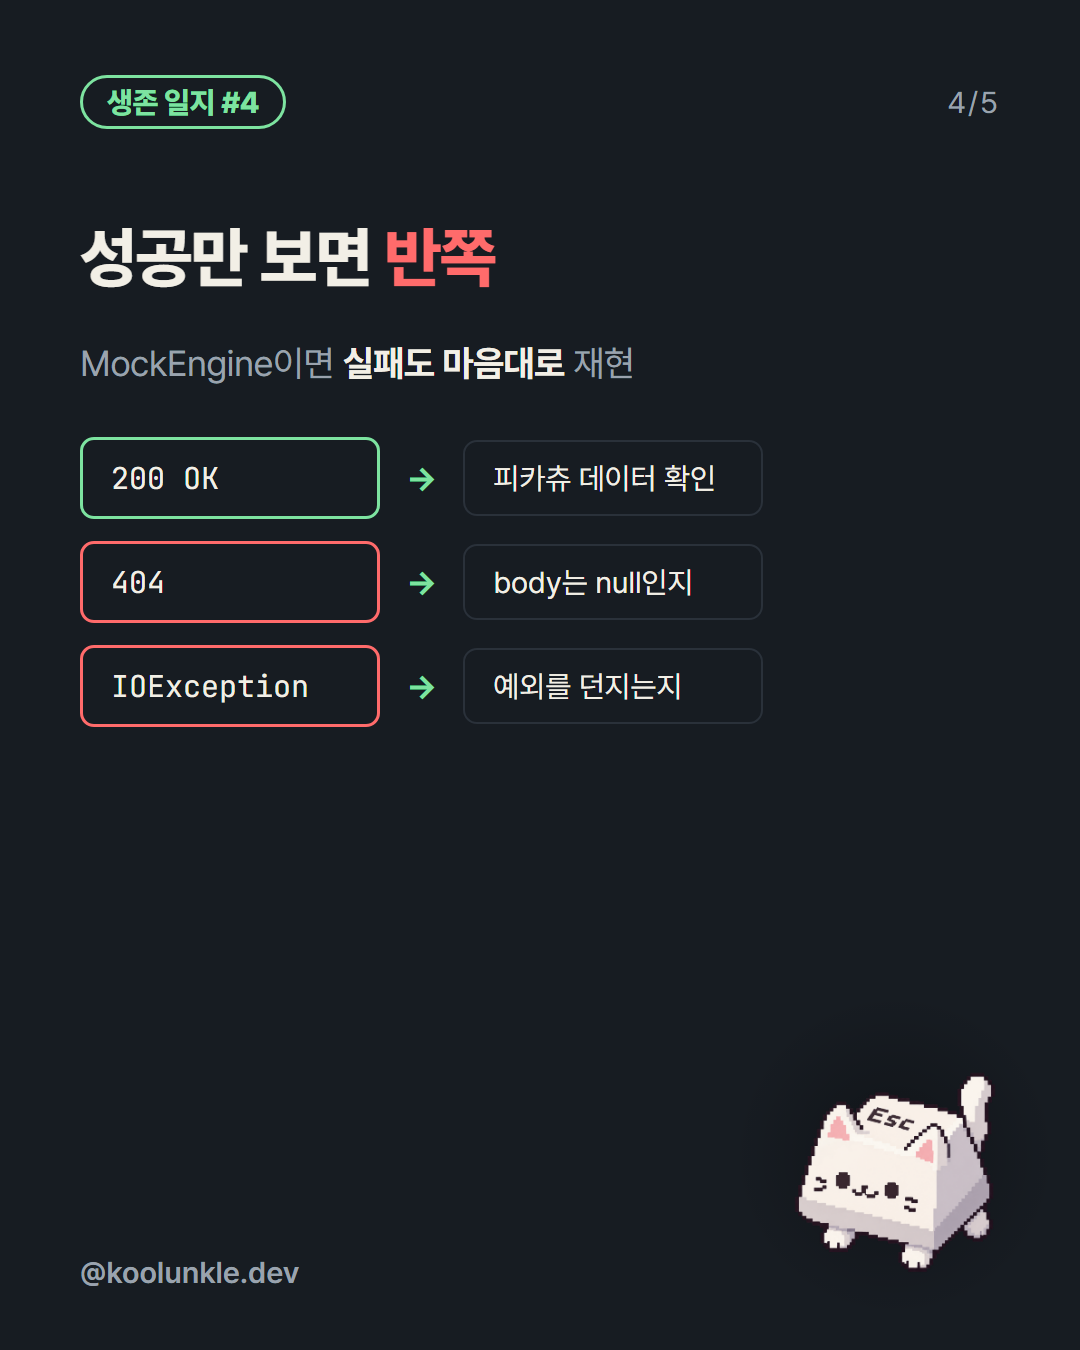 생존 일지 #4
4/5
성공만 보면 반쪽
MockEngine이면 실패도 마음대로 재현
200 OK → 피카츄 데이터 확인
404 → body는 null인지
IOException → 예외를 던지는지
Esc
@koolunkle.dev